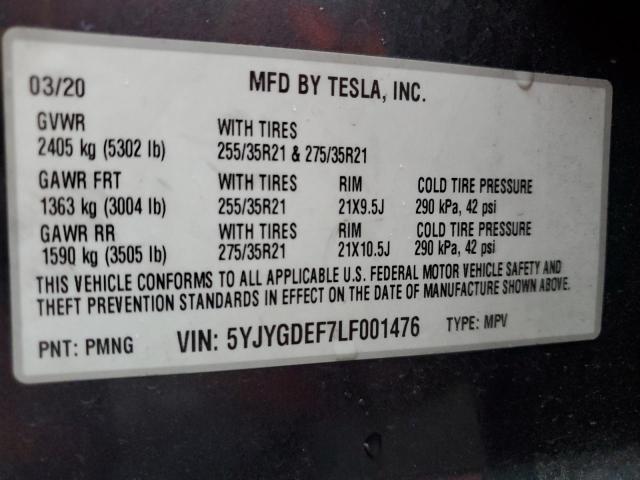 03/20 MFD BY TESLA, INC.
GVWR WITH TIRES
2405 kg (5302 lb) 255/35R21 & 275/35R21
GAWR FRT WITH TIRES RIM COLD TIRE PRESSURE
1363 kg (3004 lb) 255/35R21 21X9.5J 290 kPa, 42 psi
GAWR RR WITH TIRES RIM COLD TIRE PRESSURE
1590 kg (3505 lb) 275/35R21 21X10.5J 290 kPa, 42 psi
THIS VEHICLE CONFORMS TO ALL APPLICABLE U.S. FEDERAL MOTOR VEHICLE SAFETY AND
THEFT PREVENTION STANDARDS IN EFFECT ON THE DATE OF MANUFACTURE SHOWN ABOVE.
PNT: PMNG VIN: 5YJYGDEF7LF001476 TYPE: MPV